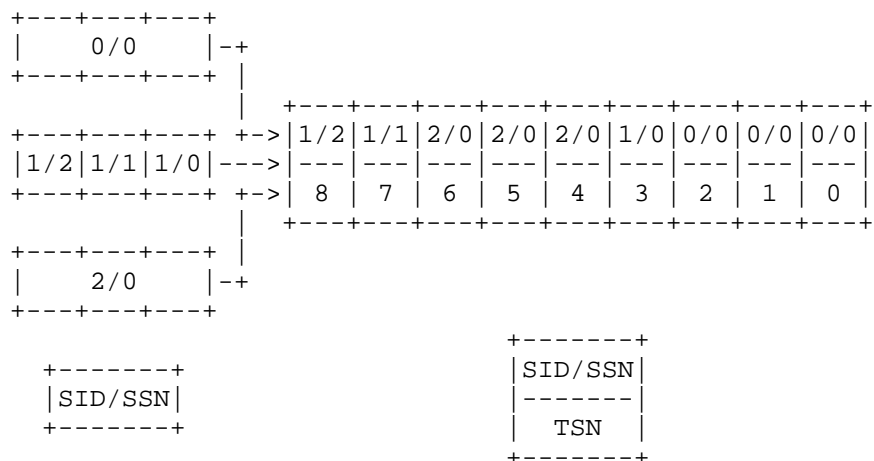 +---+---+---+
|    0/0    |-+
+---+---+---+ |
              |  +---+---+---+---+---+---+---+---+---+
+---+---+---+ +->|1/2|1/1|2/0|2/0|2/0|1/0|0/0|0/0|0/0|
|1/2|1/1|1/0|--->|---|---|---|---|---|---|---|---|---|
+---+---+---+ +->| 8 | 7 | 6 | 5 | 4 | 3 | 2 | 1 | 0 |
              |  +---+---+---+---+---+---+---+---+---+
+---+---+---+ |
|    2/0    |-+
+---+---+---+
                               +-------+
  +-------+                    |SID/SSN|
  |SID/SSN|                    |-------|
  +-------+                    |  TSN  |
                               +-------+